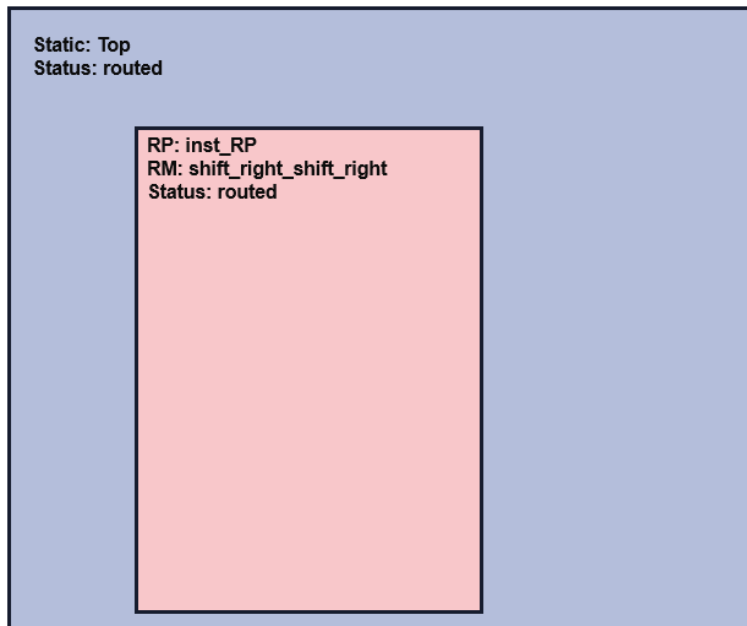 Static: Top
Status: routed
RP: inst_RP
RM: shift_right_shift_right
Status: routed